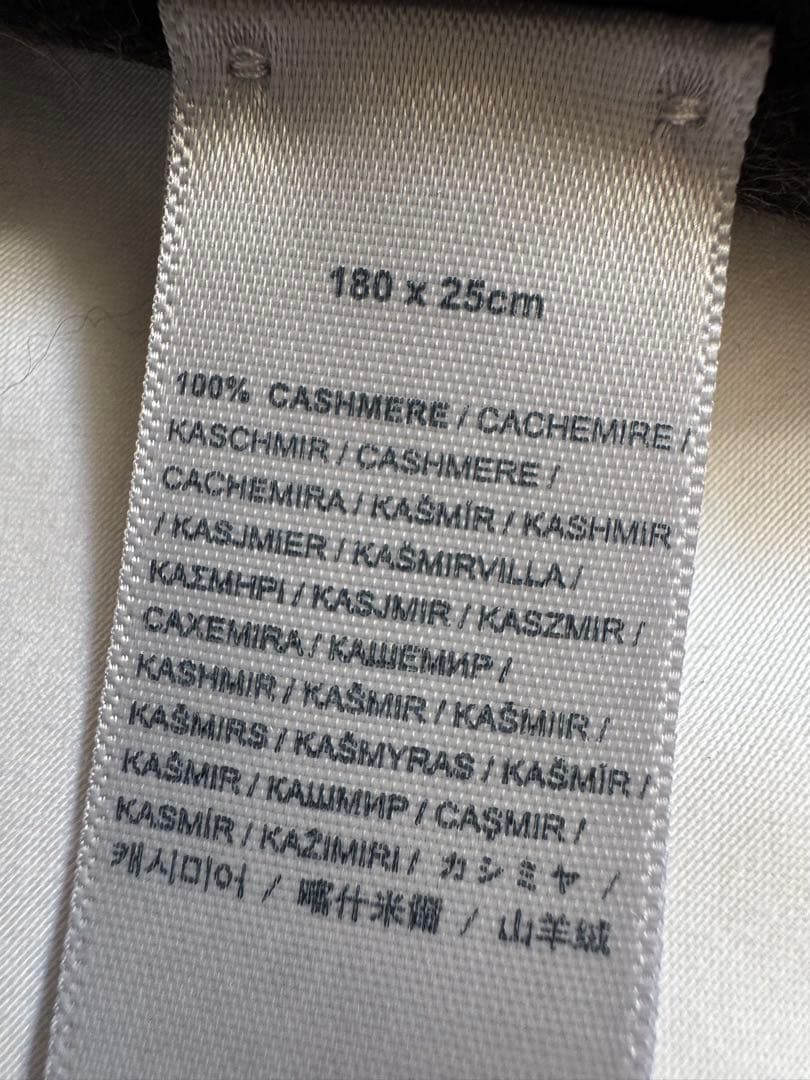 180 x 25cm
100% CASHMERE / CACHEMIRE /
KASCHMIR / CASHMERE /
CACHEMIRA / KAŠMÍR / KASHMIR
/ KASJMIER / KAŠMIRVILLA /
ΚΑΣΜΗΡΙ / KASJMIR / KASZMIR /
CAXEMIRA / КАШЕМИР /
KASHMIR / KAŠMIR / KAŠMIIR /
KAŠMIRS / KAŠMYRAS / KAŠMÍR /
KAŠMIR / КАШМИР / CAŞMIR /
KASMÍR / KAŽIMIRI / カシミヤ /
캐시미어 / 喀什米爾 / 山羊绒